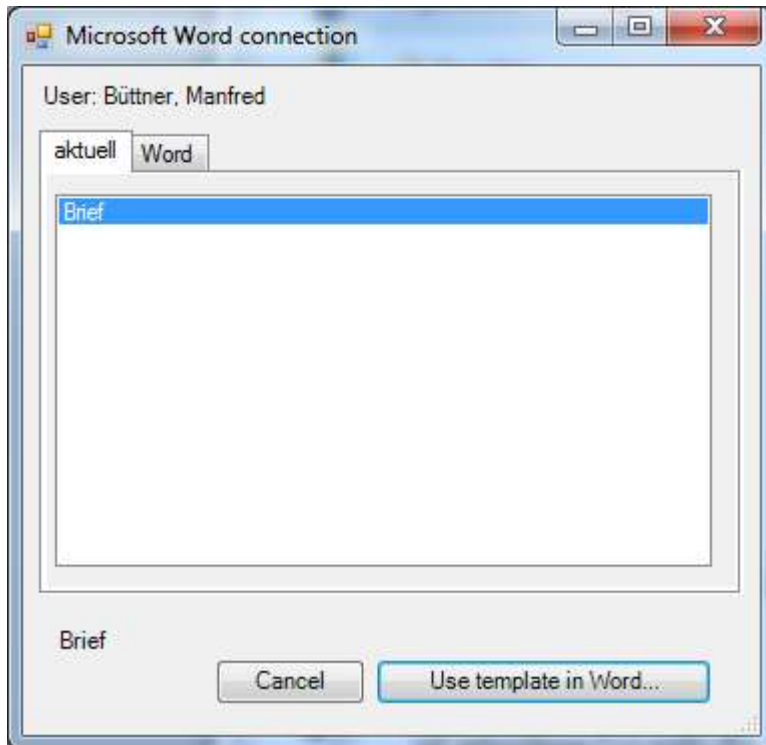 Microsoft Word connection
User: Büttner, Manfred
aktuell Word
Brief
Brief
Cancel Use template in Word...